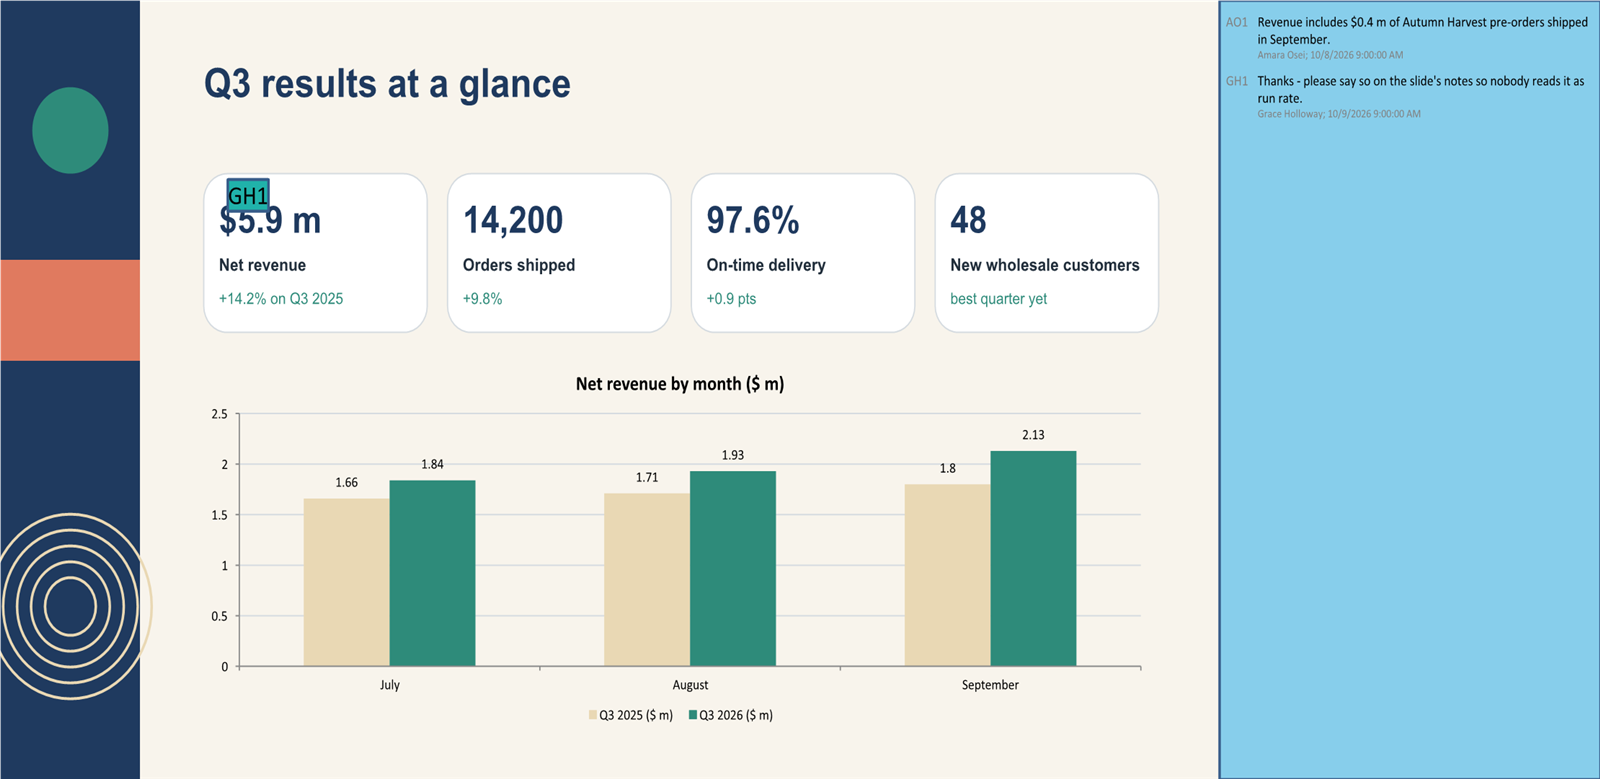 Q3 results at a glance
GH1
$5.9 m
Net revenue
+14.2% on Q3 2025
14,200
Orders shipped
+9.8%
97.6%
On-time delivery
+0.9 pts
48
New wholesale customers
best quarter yet
Net revenue by month ($ m)
2.5
2
1.5
1
0.5
0
1.66
1.84
1.71
1.93
1.8
2.13
July
August
September
Q3 2025 ($ m)
Q3 2026 ($ m)
AO1
Revenue includes $0.4 m of Autumn Harvest pre-orders shipped
in September.
Amara Osei; 10/8/2026 9:00:00 AM
GH1
Thanks - please say so on the slide's notes so nobody reads it as
run rate.
Grace Holloway; 10/9/2026 9:00:00 AM